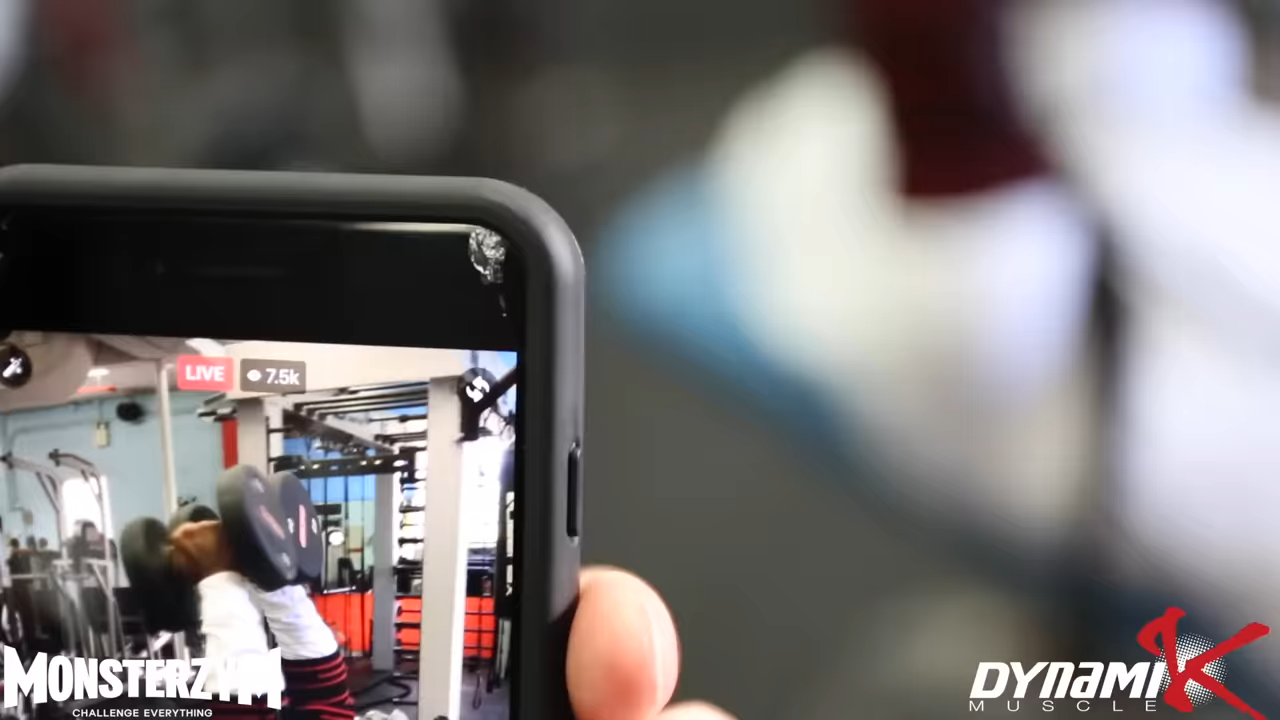 LIVE 7.5k
MONSTERZYM
CHALLENGE EVERYTHING
DYNAMIK
MUSCLE